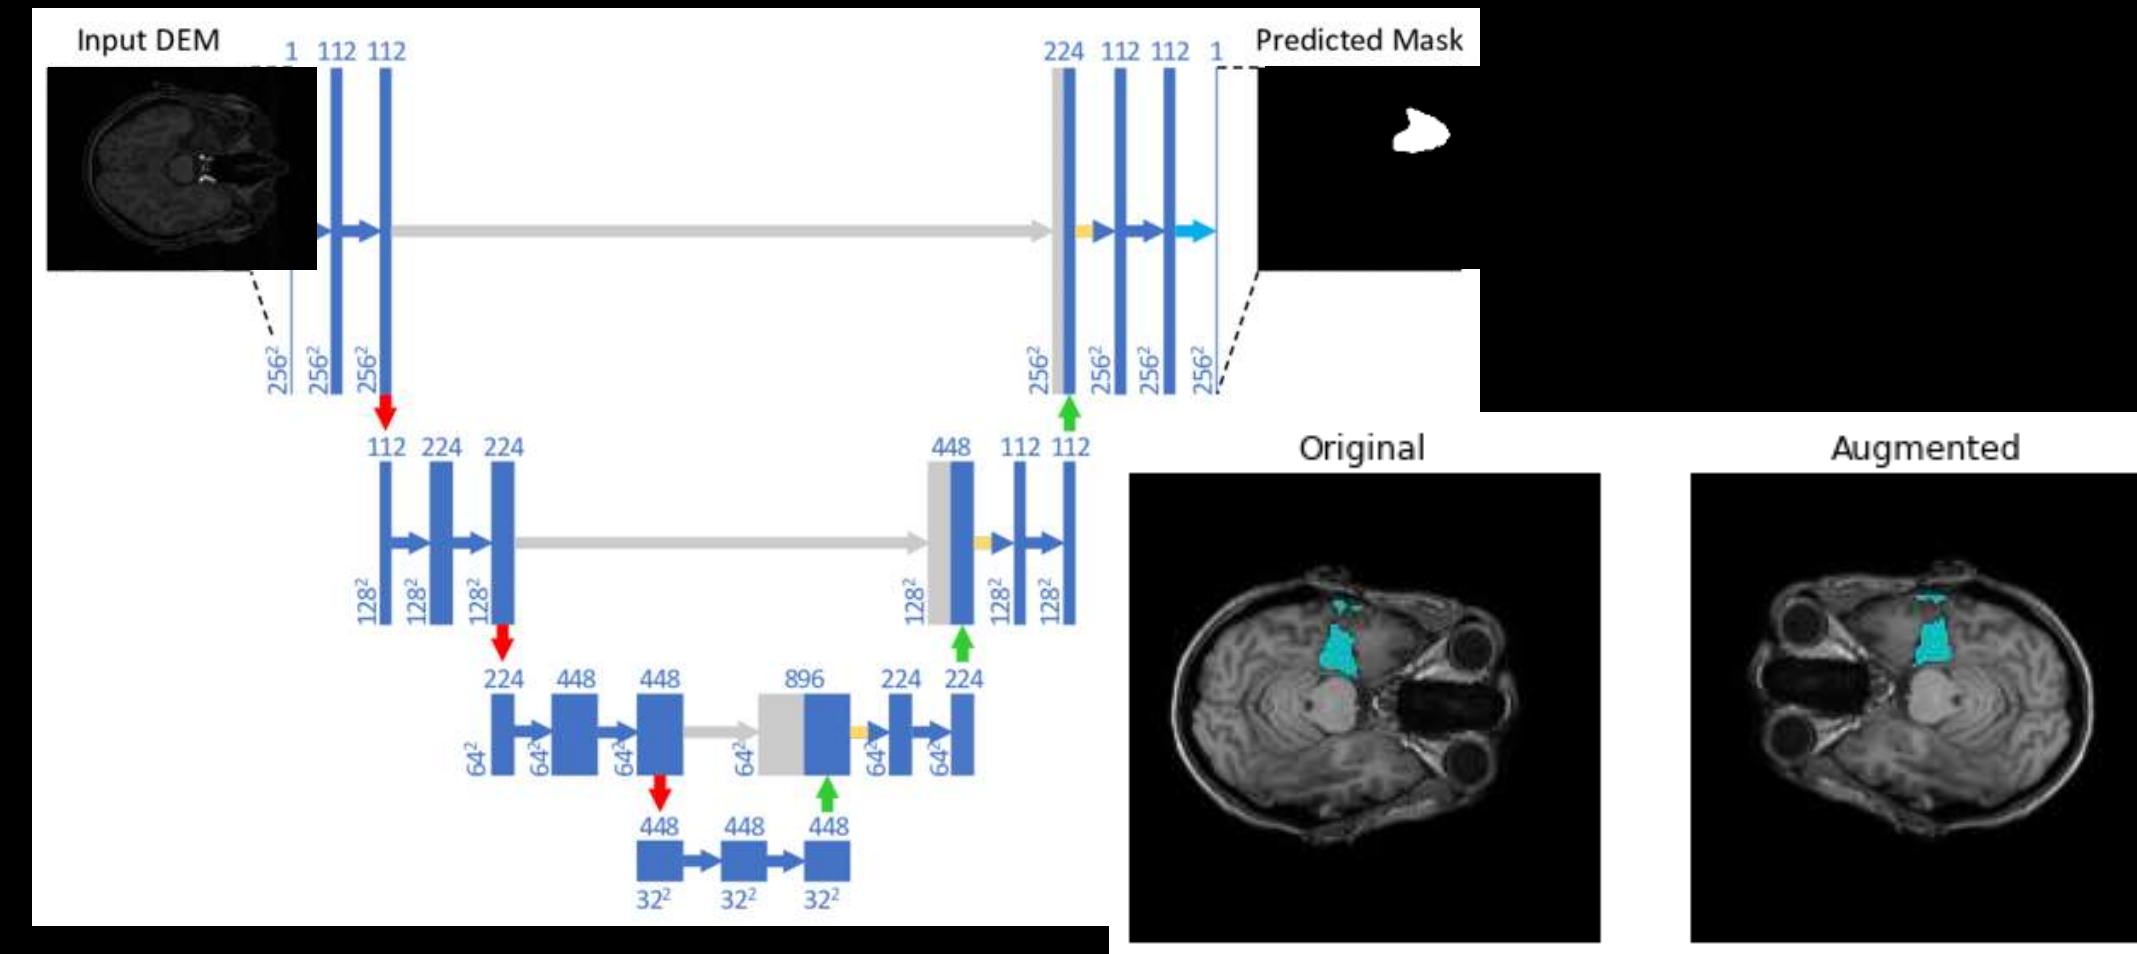 Input DEM
1 112 112
224 112 112 1
Predicted Mask
256² 256² 256²
256² 256² 256² 256²
112 224 224
448 112 112
Original
Augmented
128² 128² 128²
128² 128² 128²
224 448 448
896 224 224
64² 64² 64²
64² 64² 64²
448 448 448
32² 32² 32²